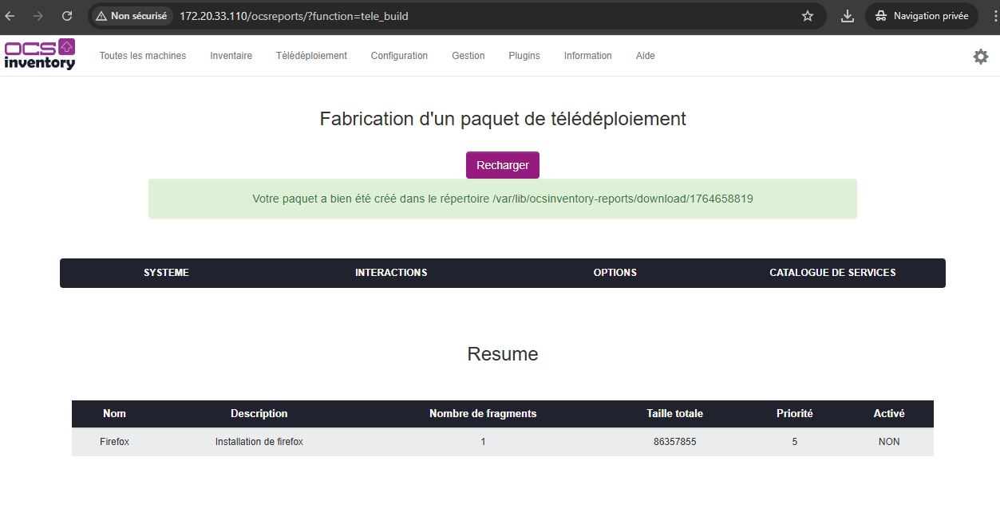 Non sécurisé 172.20.33.110/ocsreports/?function=tele_build Navigation privée
OCS inventory
Toutes les machines Inventaire Télédéploiement Configuration Gestion Plugins Information Aide
Fabrication d'un paquet de télédéploiement
Recharger
Votre paquet a bien été créé dans le répertoire /var/lib/ocsinventory-reports/download/1764658819
SYSTEME INTERACTIONS OPTIONS CATALOGUE DE SERVICES
Resume
Nom Description Nombre de fragments Taille totale Priorité Activé
Firefox Installation de firefox 1 86357855 5 NON